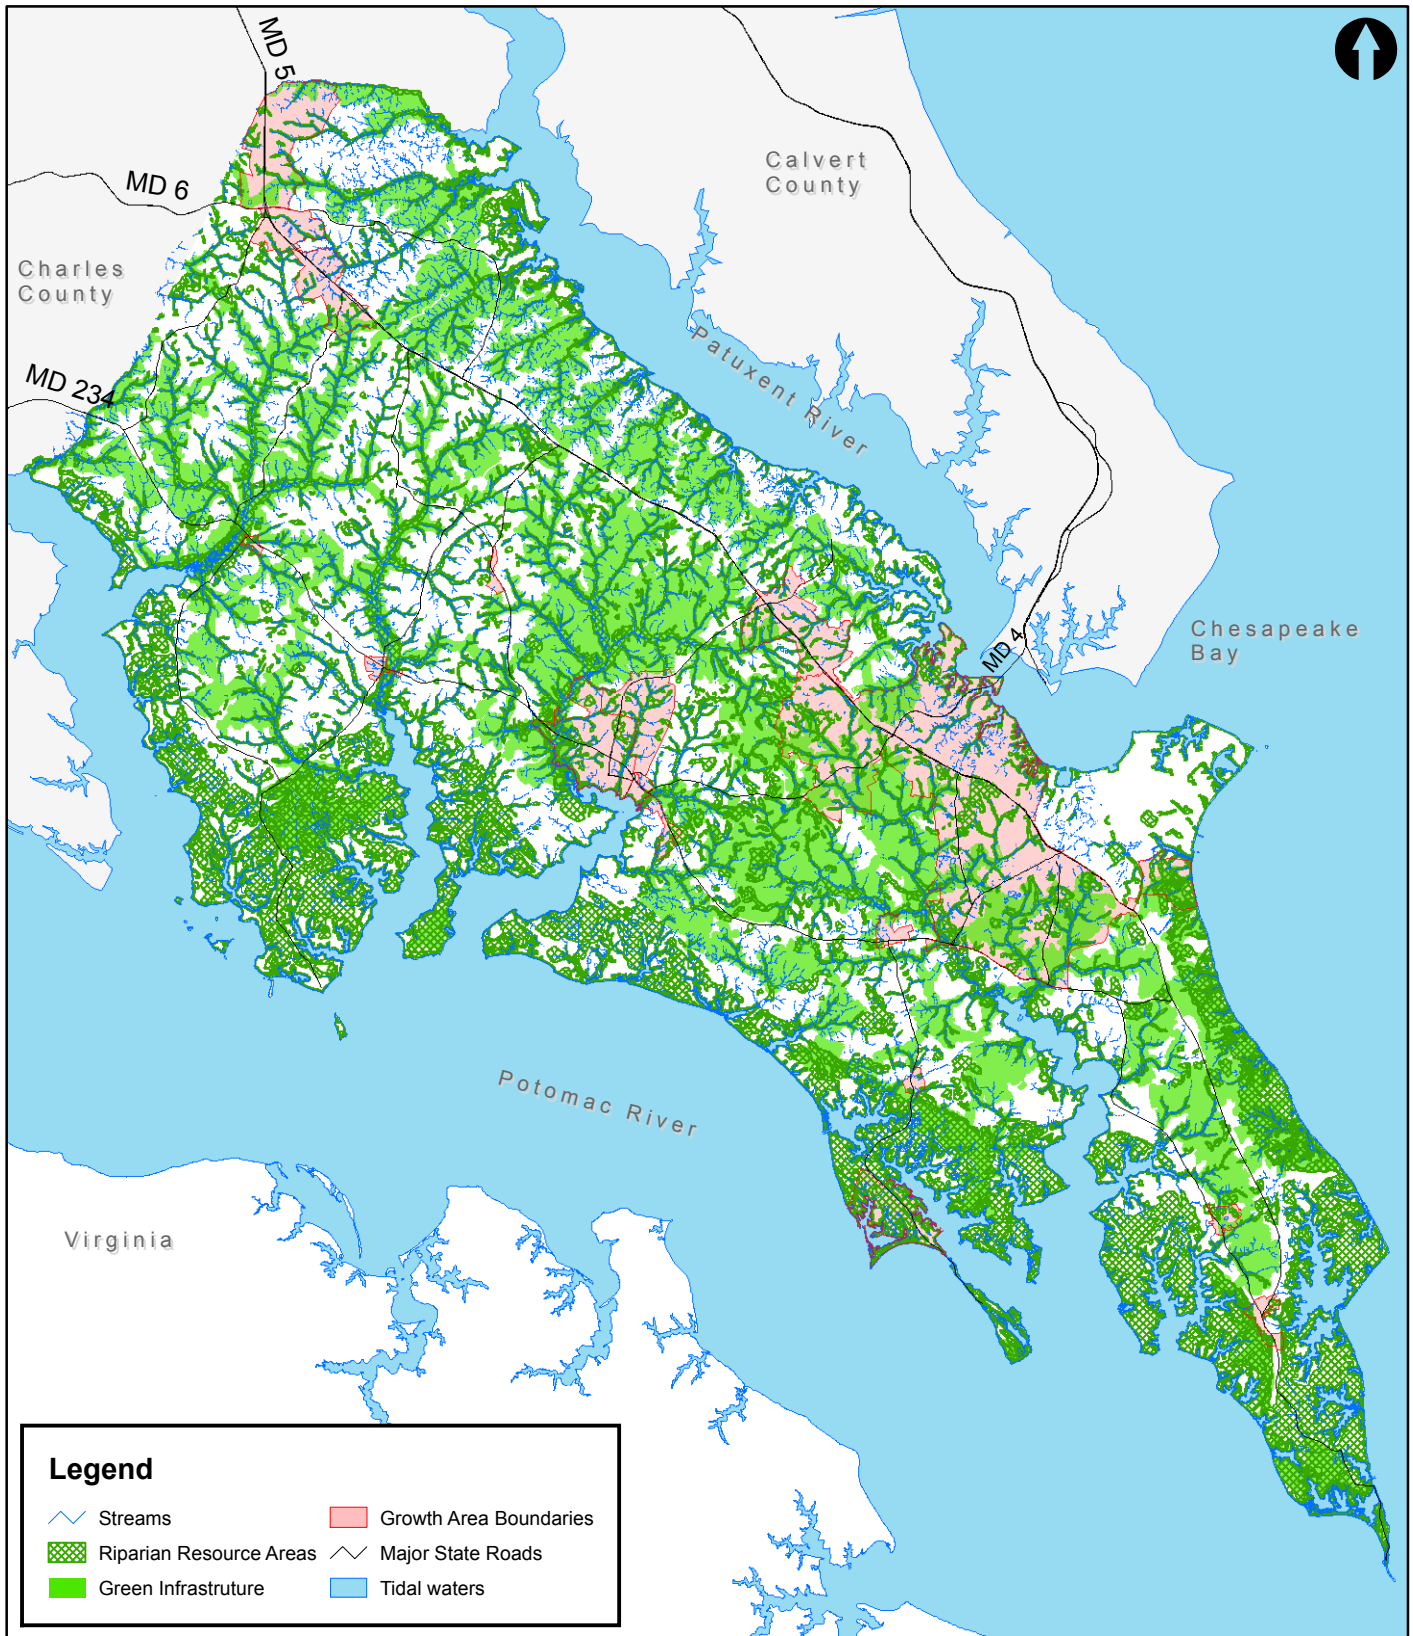 MD 5
MD 6
Calvert
County
Charles
County
MD 234
Patuxent River
MD 4
Chesapeake
Bay
Potomac River
Virginia
Legend
Streams
Growth Area Boundaries
Riparian Resource Areas
Major State Roads
Green Infrastruture
Tidal waters